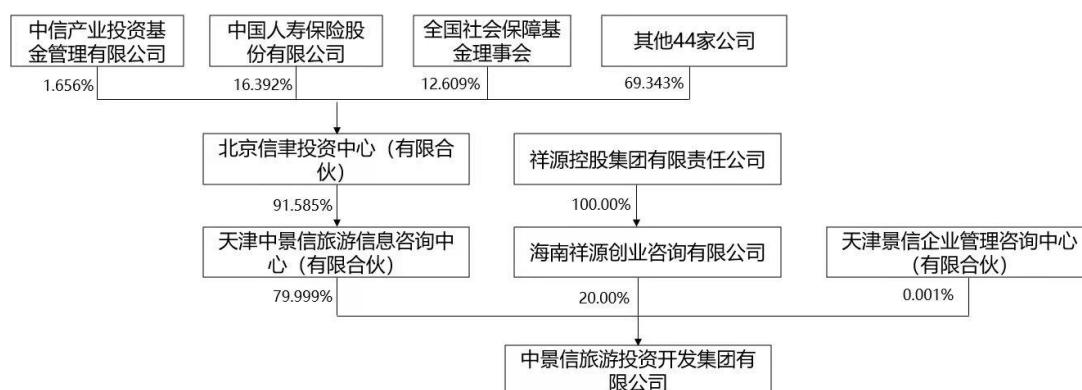 中信产业投资基
金管理有限公司
中国人寿保险股
份有限公司
全国社会保障基
金理事会
其他44家公司
1.656%
16.392%
12.609%
69.343%
北京信聿投资中心（有限合
伙）
祥源控股集团有限责任公司
91.585%
100.00%
天津中景信旅游信息咨询中
心（有限合伙）
海南祥源创业咨询有限公司
天津景信企业管理咨询中心
（有限合伙）
79.999%
20.00%
0.001%
中景信旅游投资开发集团有
限公司